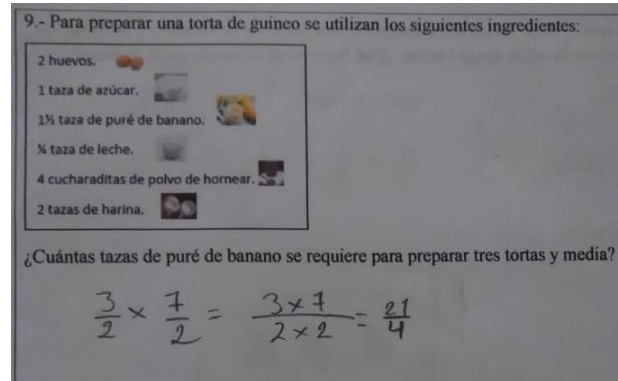 9.- Para preparar una torta de guineo se utilizan los siguientes ingredientes:
2 huevos.
1 taza de azúcar.
1½ taza de puré de banano.
¾ taza de leche.
4 cucharaditas de polvo de hornear.
2 tazas de harina.
¿Cuántas tazas de puré de banano se requiere para preparar tres tortas y media?
3/2 × 7/2 = 3×7/2×2 = 21/4